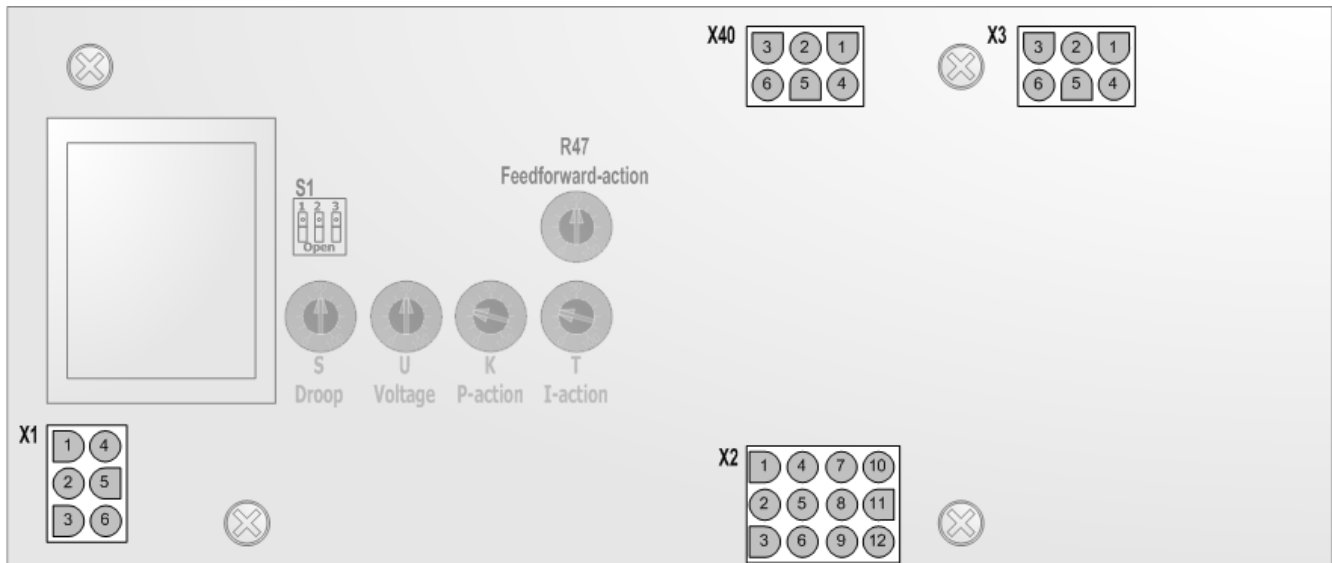 X40
3 2 1
6 5 4
X3
3 2 1
6 5 4
R47
Feedforward-action
S1
1 2 3
Open
S
Droop
U
Voltage
K
P-action
T
I-action
X1
1 4
2 5
3 6
X2
1 4 7 10
2 5 8 11
3 6 9 12